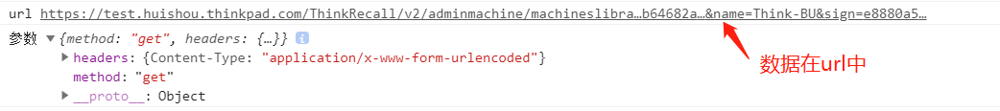 url https://test.huishou.thinkpad.com/ThinkRecall/v2/adminmachine/machineslibra…b64682a…&name=Think-BU&sign=e8880a5…
参数 ▼{method: "get", headers: {…}} i
▶ headers: {Content-Type: "application/x-www-form-urlencoded"}
数据在url中
method: "get"
▶ __proto__: Object